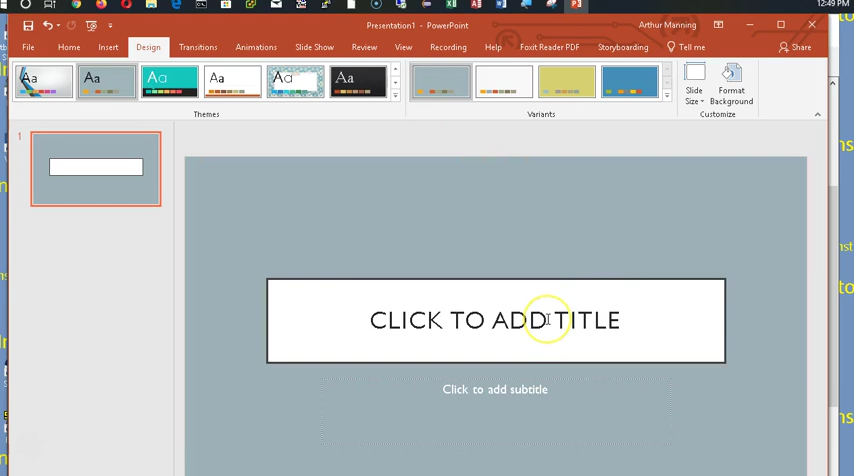 12:49 PM
Presentation1 - PowerPoint
Arthur Manning
File Home Insert Design Transitions Animations Slide Show Review View Recording Help Foxit Reader PDF Storyboarding Tell me Share
Aa Aa Aa Aa Aa Aa
Slide Size
Format Background
Themes
Variants
Customize
1
CLICK TO ADD TITLE
Click to add subtitle